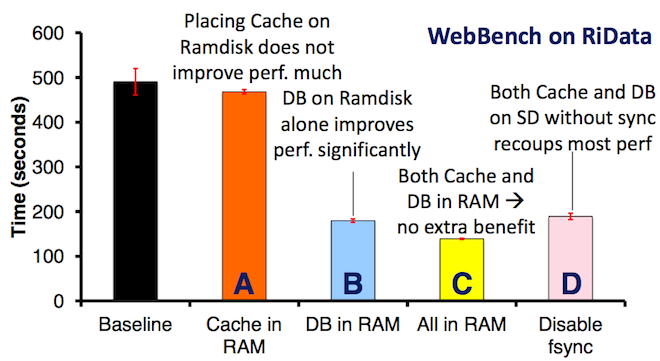 WebBench on RiData
Placing Cache on
Ramdisk does not
improve perf. much
DB on Ramdisk
alone improves
perf. significantly
Both Cache and
DB in RAM →
no extra benefit
Both Cache and DB
on SD without sync
recoups most perf
Time (seconds)
600
500
400
300
200
100
0
A
B
C
D
Baseline
Cache in
RAM
DB in RAM
All in RAM
Disable
fsync